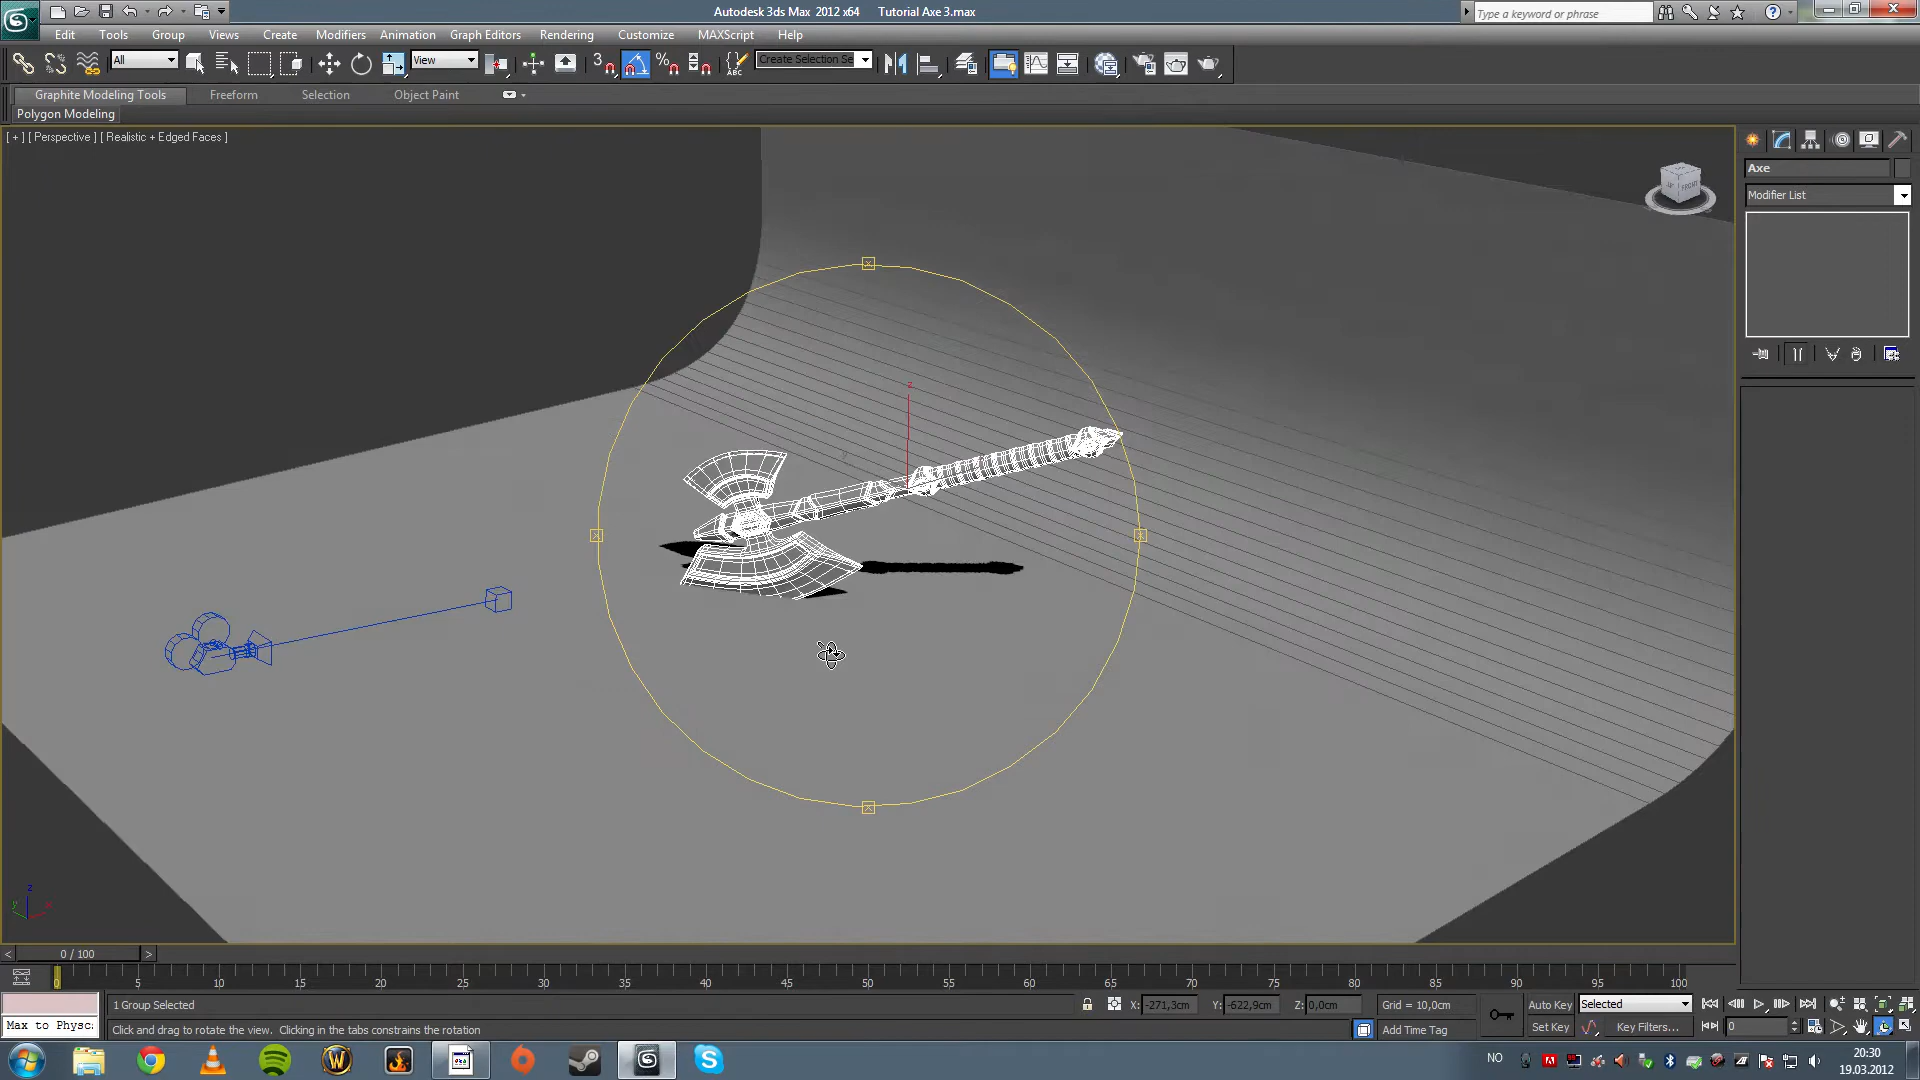 Autodesk 3ds Max 2012 x64 Tutorial Axe 3.max
Type a keyword or phrase
Edit Tools Group Views Create Modifiers Animation Graph Editors Rendering Customize MAXScript Help
All View Create Selection Se
Graphite Modeling Tools Freeform Selection Object Paint
Polygon Modeling
[ + ] [ Perspective ] [ Realistic + Edged Faces ]
FRONT
Axe
Modifier List
z
z
0 / 100
0 5 10 15 20 25 30 35 40 45 50 55 60 65 70 75 80 85 90 95 100
1 Group Selected X: -271,3cm Y: -622,9cm Z: 0,0cm Grid = 10,0cm Auto Key Selected
Max to Physc: Click and drag to rotate the view. Clicking in the tabs constrains the rotation Add Time Tag Set Key Key Filters... 0
NO 20:30
19.03.2012